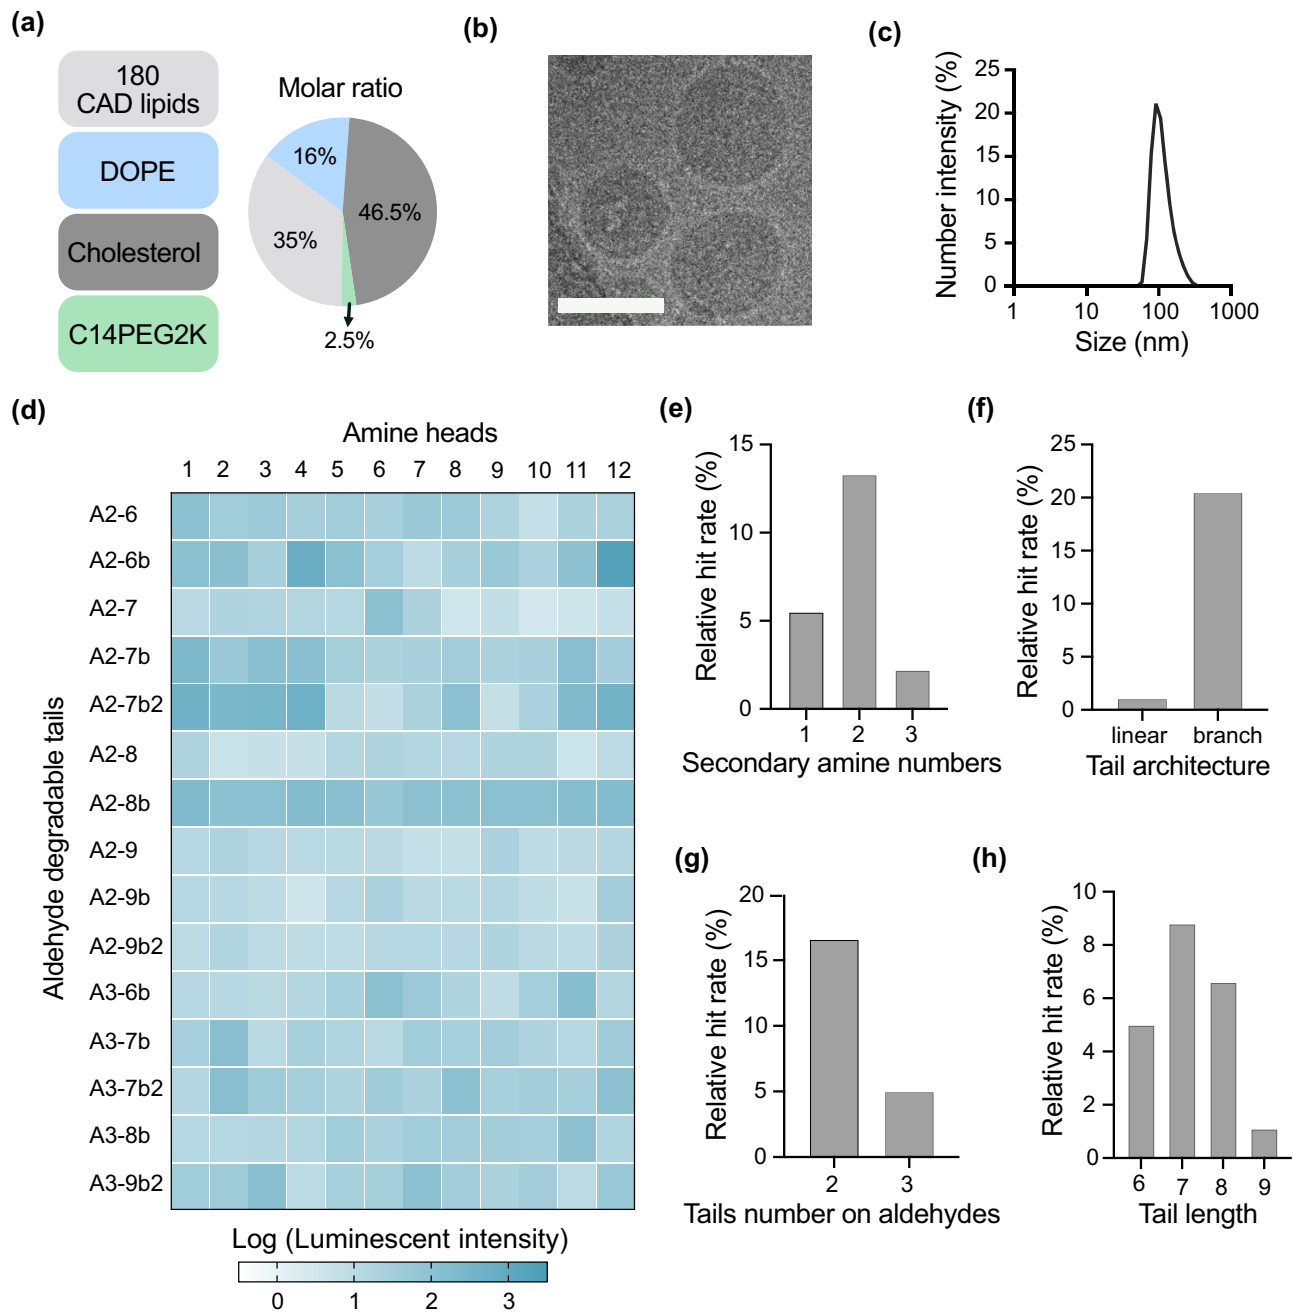 (a)
180
CAD lipids
DOPE
Cholesterol
C14PEG2K
Molar ratio
16%
46.5%
35%
2.5%
(b)
(c)
Number intensity (%)
25
20
15
10
5
0
1 10 100 1000
Size (nm)
(d)
Amine heads
1 2 3 4 5 6 7 8 9 10 11 12
Aldehyde degradable tails
A2-6
A2-6b
A2-7
A2-7b
A2-7b2
A2-8
A2-8b
A2-9
A2-9b
A2-9b2
A3-6b
A3-7b
A3-7b2
A3-8b
A3-9b2
Log (Luminescent intensity)
0 1 2 3
(e)
Relative hit rate (%)
15
10
5
0
1 2 3
Secondary amine numbers
(f)
Relative hit rate (%)
25
20
15
10
5
0
linear branch
Tail architecture
(g)
Relative hit rate (%)
20
15
10
5
0
2 3
Tails number on aldehydes
(h)
Relative hit rate (%)
10
8
6
4
2
0
6 7 8 9
Tail length